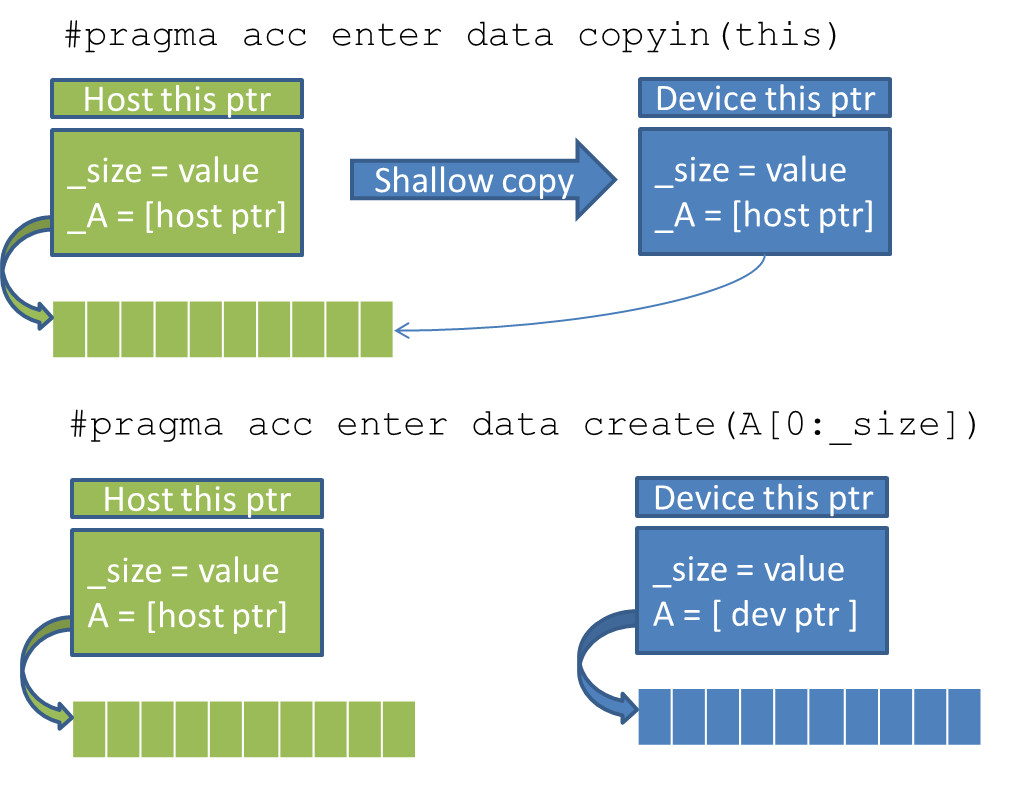 #pragma acc enter data copyin(this)
Host this ptr
Device this ptr
_size = value
_A = [host ptr]
Shallow copy
_size = value
_A = [host ptr]
#pragma acc enter data create(A[0:_size])
Host this ptr
Device this ptr
_size = value
A = [host ptr]
_size = value
A = [ dev ptr ]